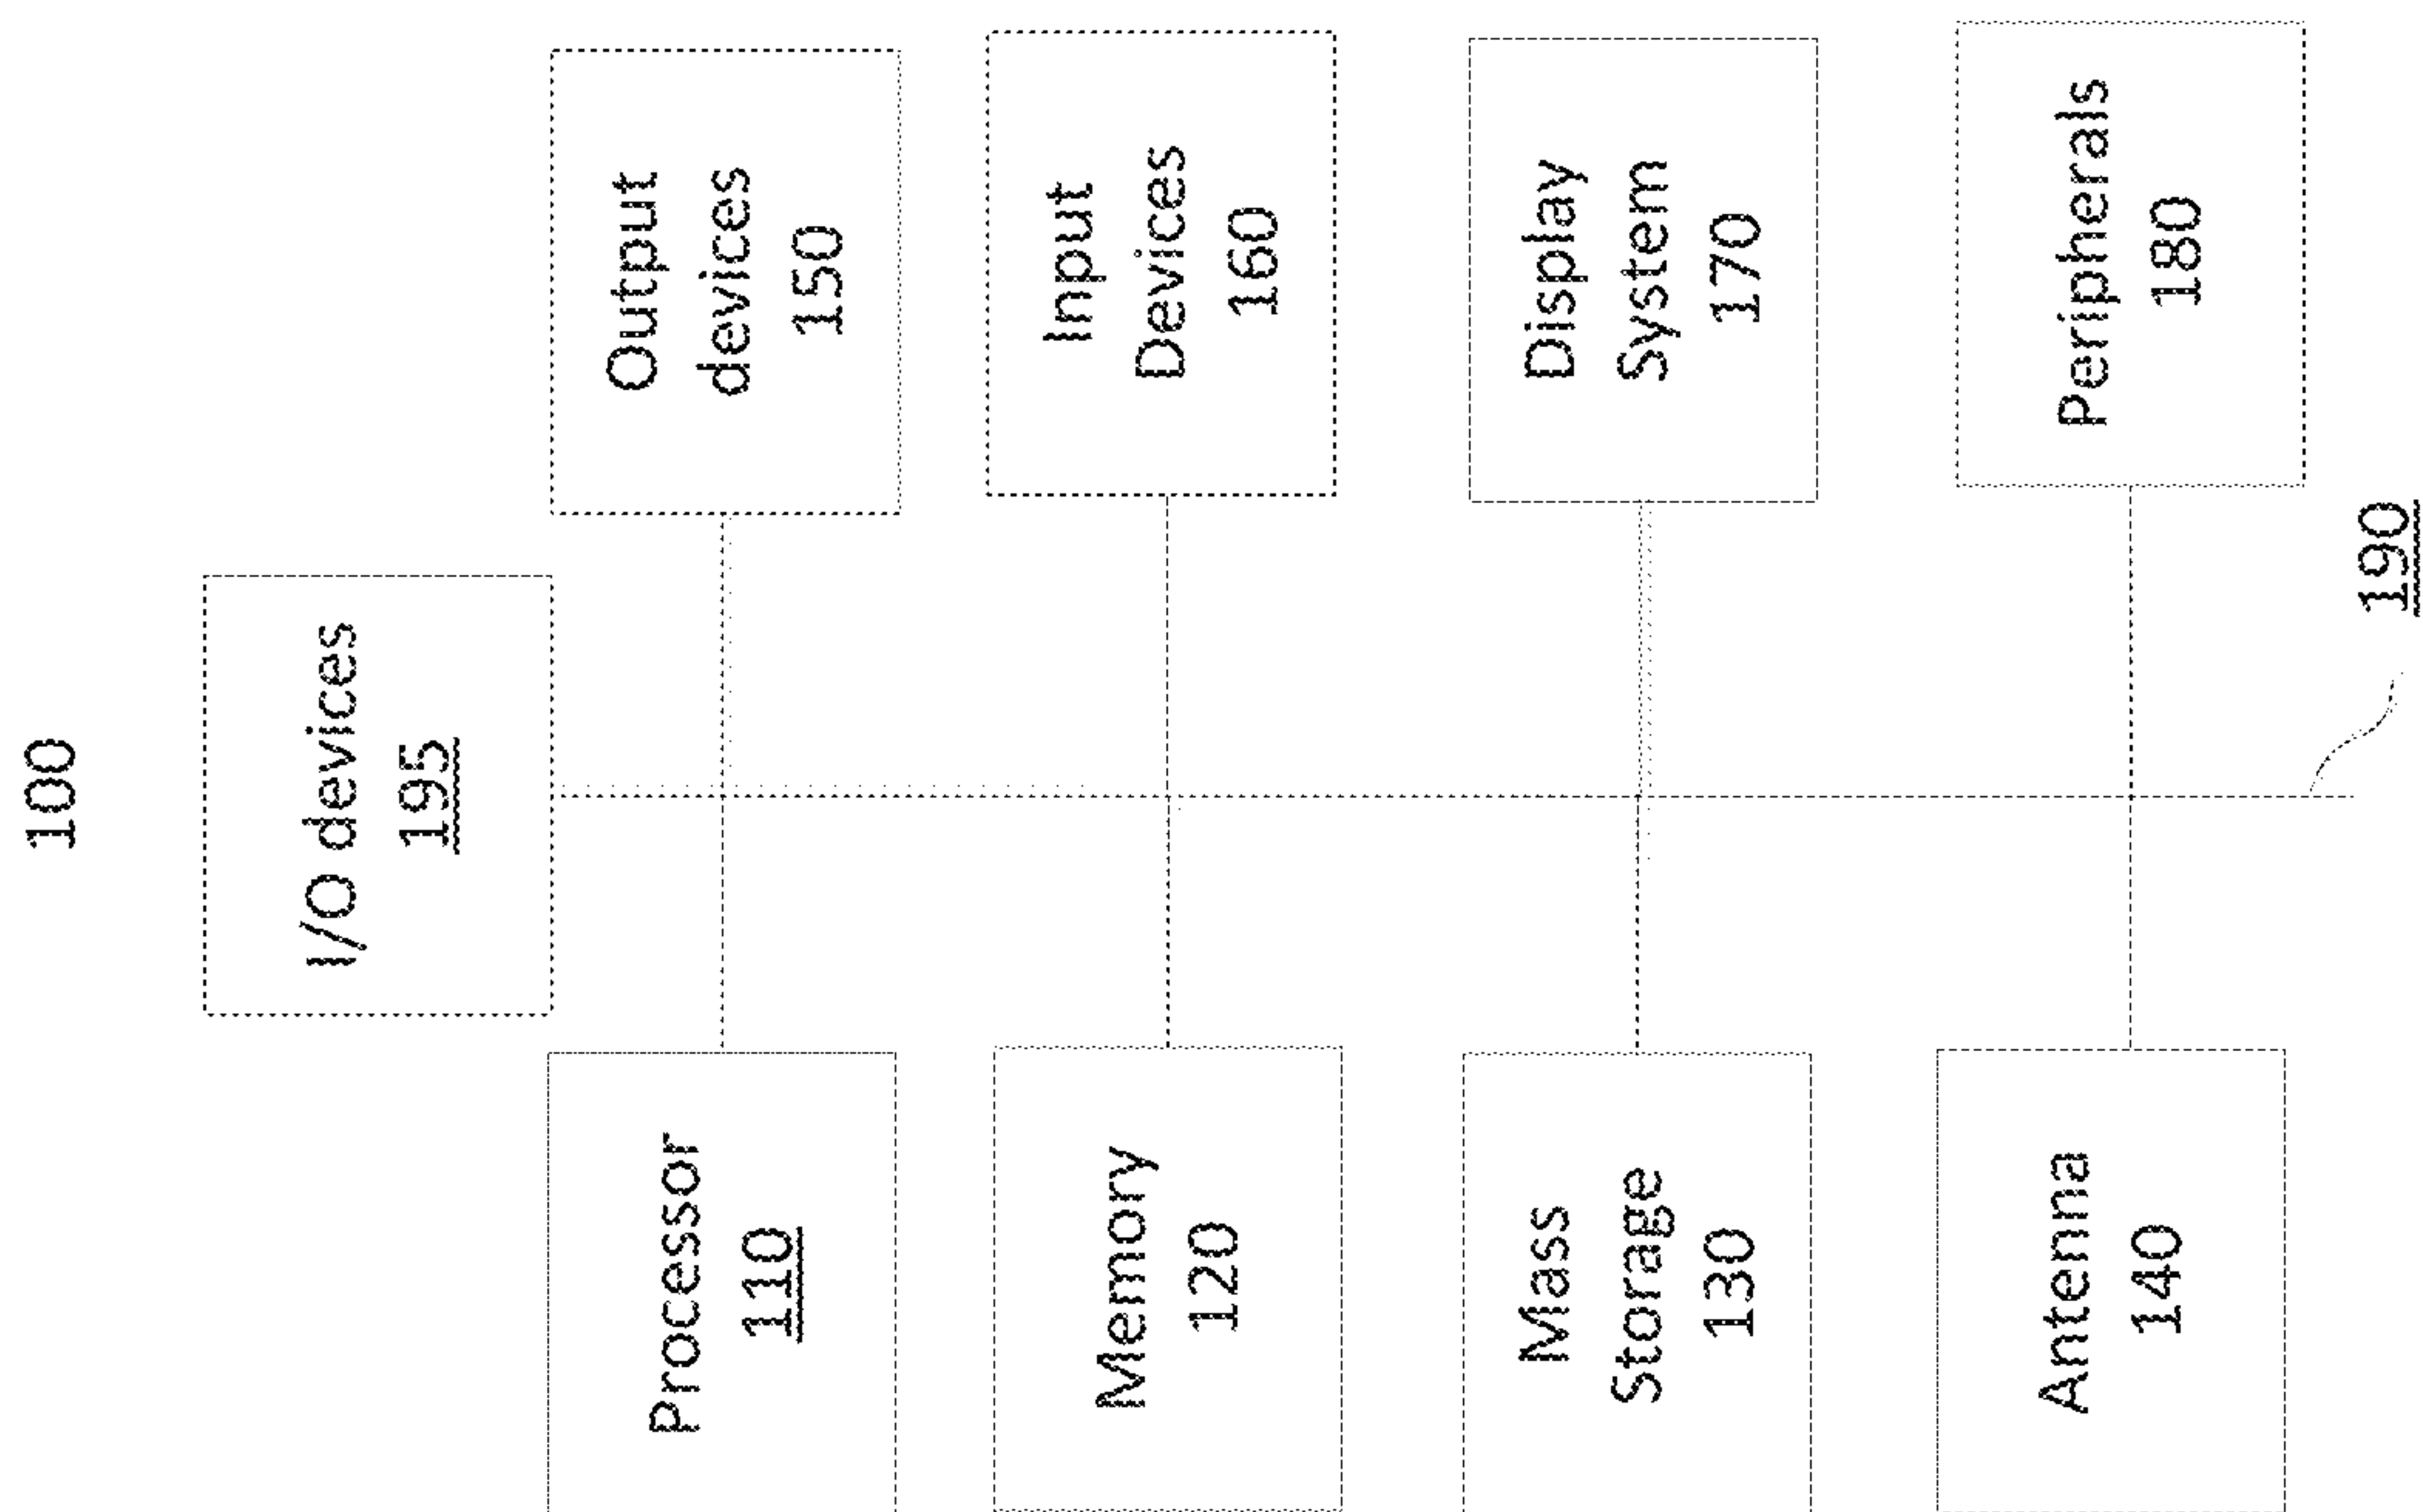 100
I/O devices
195
Processor
110
Output
devices
150
Memory
120
Input
Devices
160
Mass
Storage
130
Display
System
170
Antenna
140
Peripherals
180
190